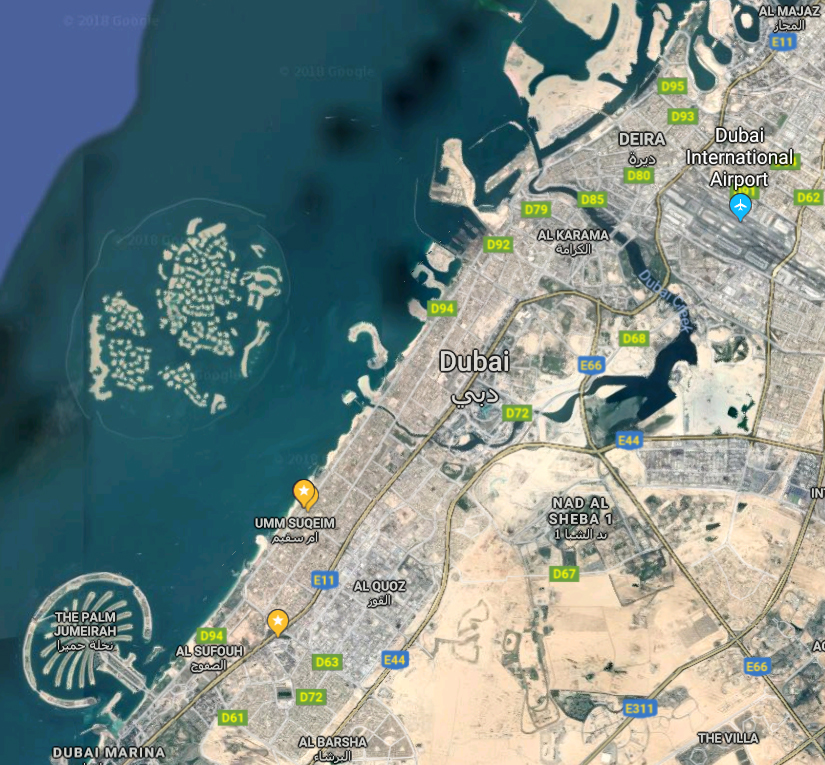 © 2018 Google
AL MAJAZ
المجاز
E11
© 2018 Google
D95
D93
DEIRA
ديرة
Dubai
International
Airport
D80
D62
D85
D79
AL KARAMA
الكرامة
D92
© 2018 Google
Dubai Creek
D94
D68
Dubai
دبي
E66
Google
D72
E44
© 2018
NAD AL
SHEBA 1
ند الشبا 1
UMM SUQEIM
ام سقيم
D67
E11
AL QUOZ
القوز
THE PALM
JUMEIRAH
نخلة جميرا
D94
AL SUFOUH
الصفوح
D63
E44
E66
D72
E311
D61
AL BARSHA
البرشاء
THE VILLA
DUBAI MARINA